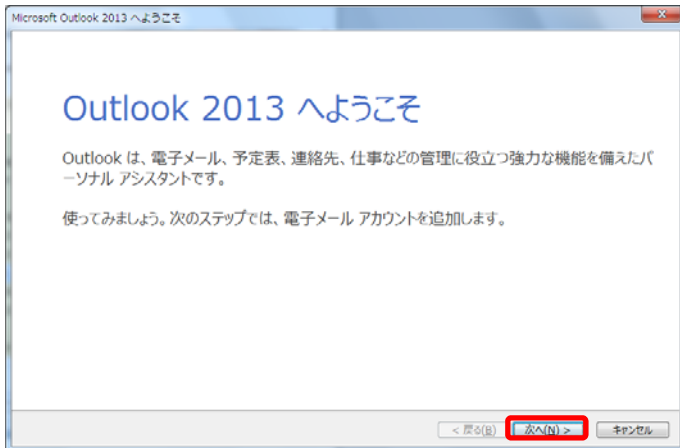 Microsoft Outlook 2013 へようこそ
Outlook 2013 へようこそ
Outlook は、電子メール、予定表、連絡先、仕事などの管理に役立つ強力な機能を備えたパ
ーソナル アシスタントです。
使ってみましょう。次のステップでは、電子メール アカウントを追加します。
< 戻る(B) 次へ(N) > キャンセル